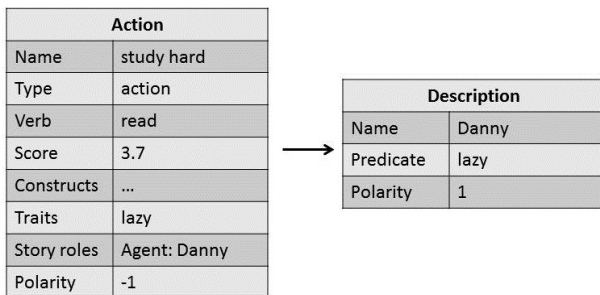 Action
Name study hard
Type action
Verb read
Score 3.7
Constructs ...
Traits lazy
Story roles Agent: Danny
Polarity -1
Description
Name Danny
Predicate lazy
Polarity 1